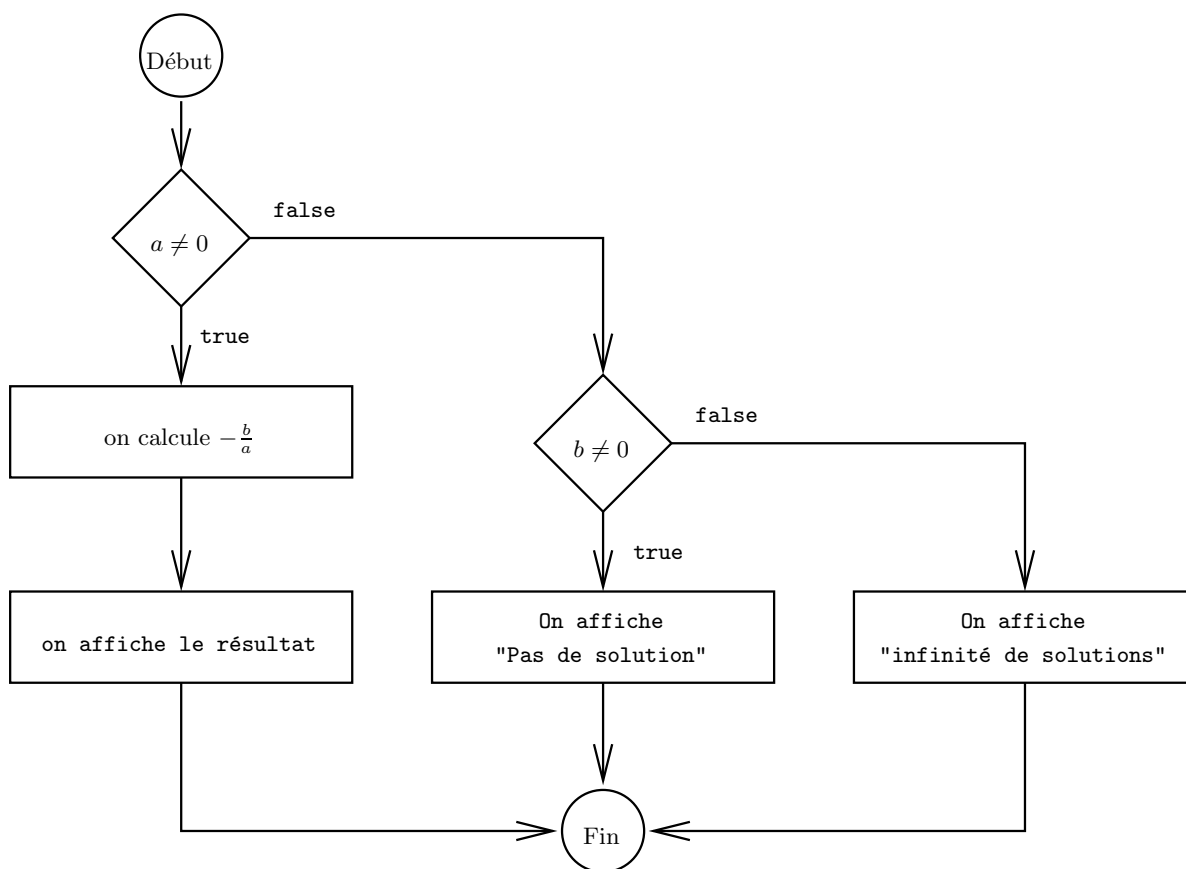 Début
false
a ≠ 0
true
false
on calcule −b/a
b ≠ 0
true
on affiche le résultat
On affiche
"Pas de solution"
On affiche
"infinité de solutions"
Fin